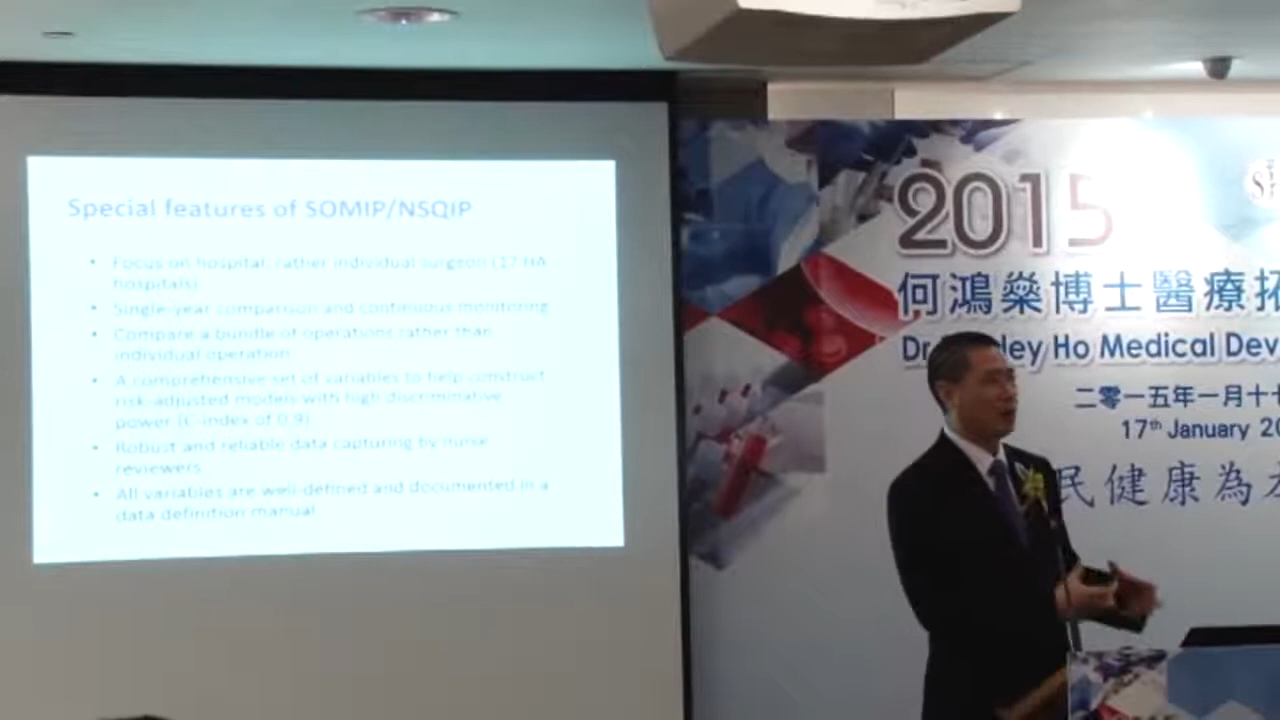 Special features of SOMIP/NSQIP
• Focus on hospital, rather individual surgeon (17 HA
hospitals)
• Single-year comparison and continuous monitoring
• Compare a bundle of operations rather than
individual operation
• A comprehensive set of variables to help construct
risk-adjusted models with high discriminative
power (C-index of 0.9)
• Robust and reliable data capturing by nurse
reviewers
• All variables are well-defined and documented in a
data definition manual
2015
何鴻燊博士醫療拓
Dr ley Ho Medical Dev
二零一五年一月十七
17th January 20
民健康為本